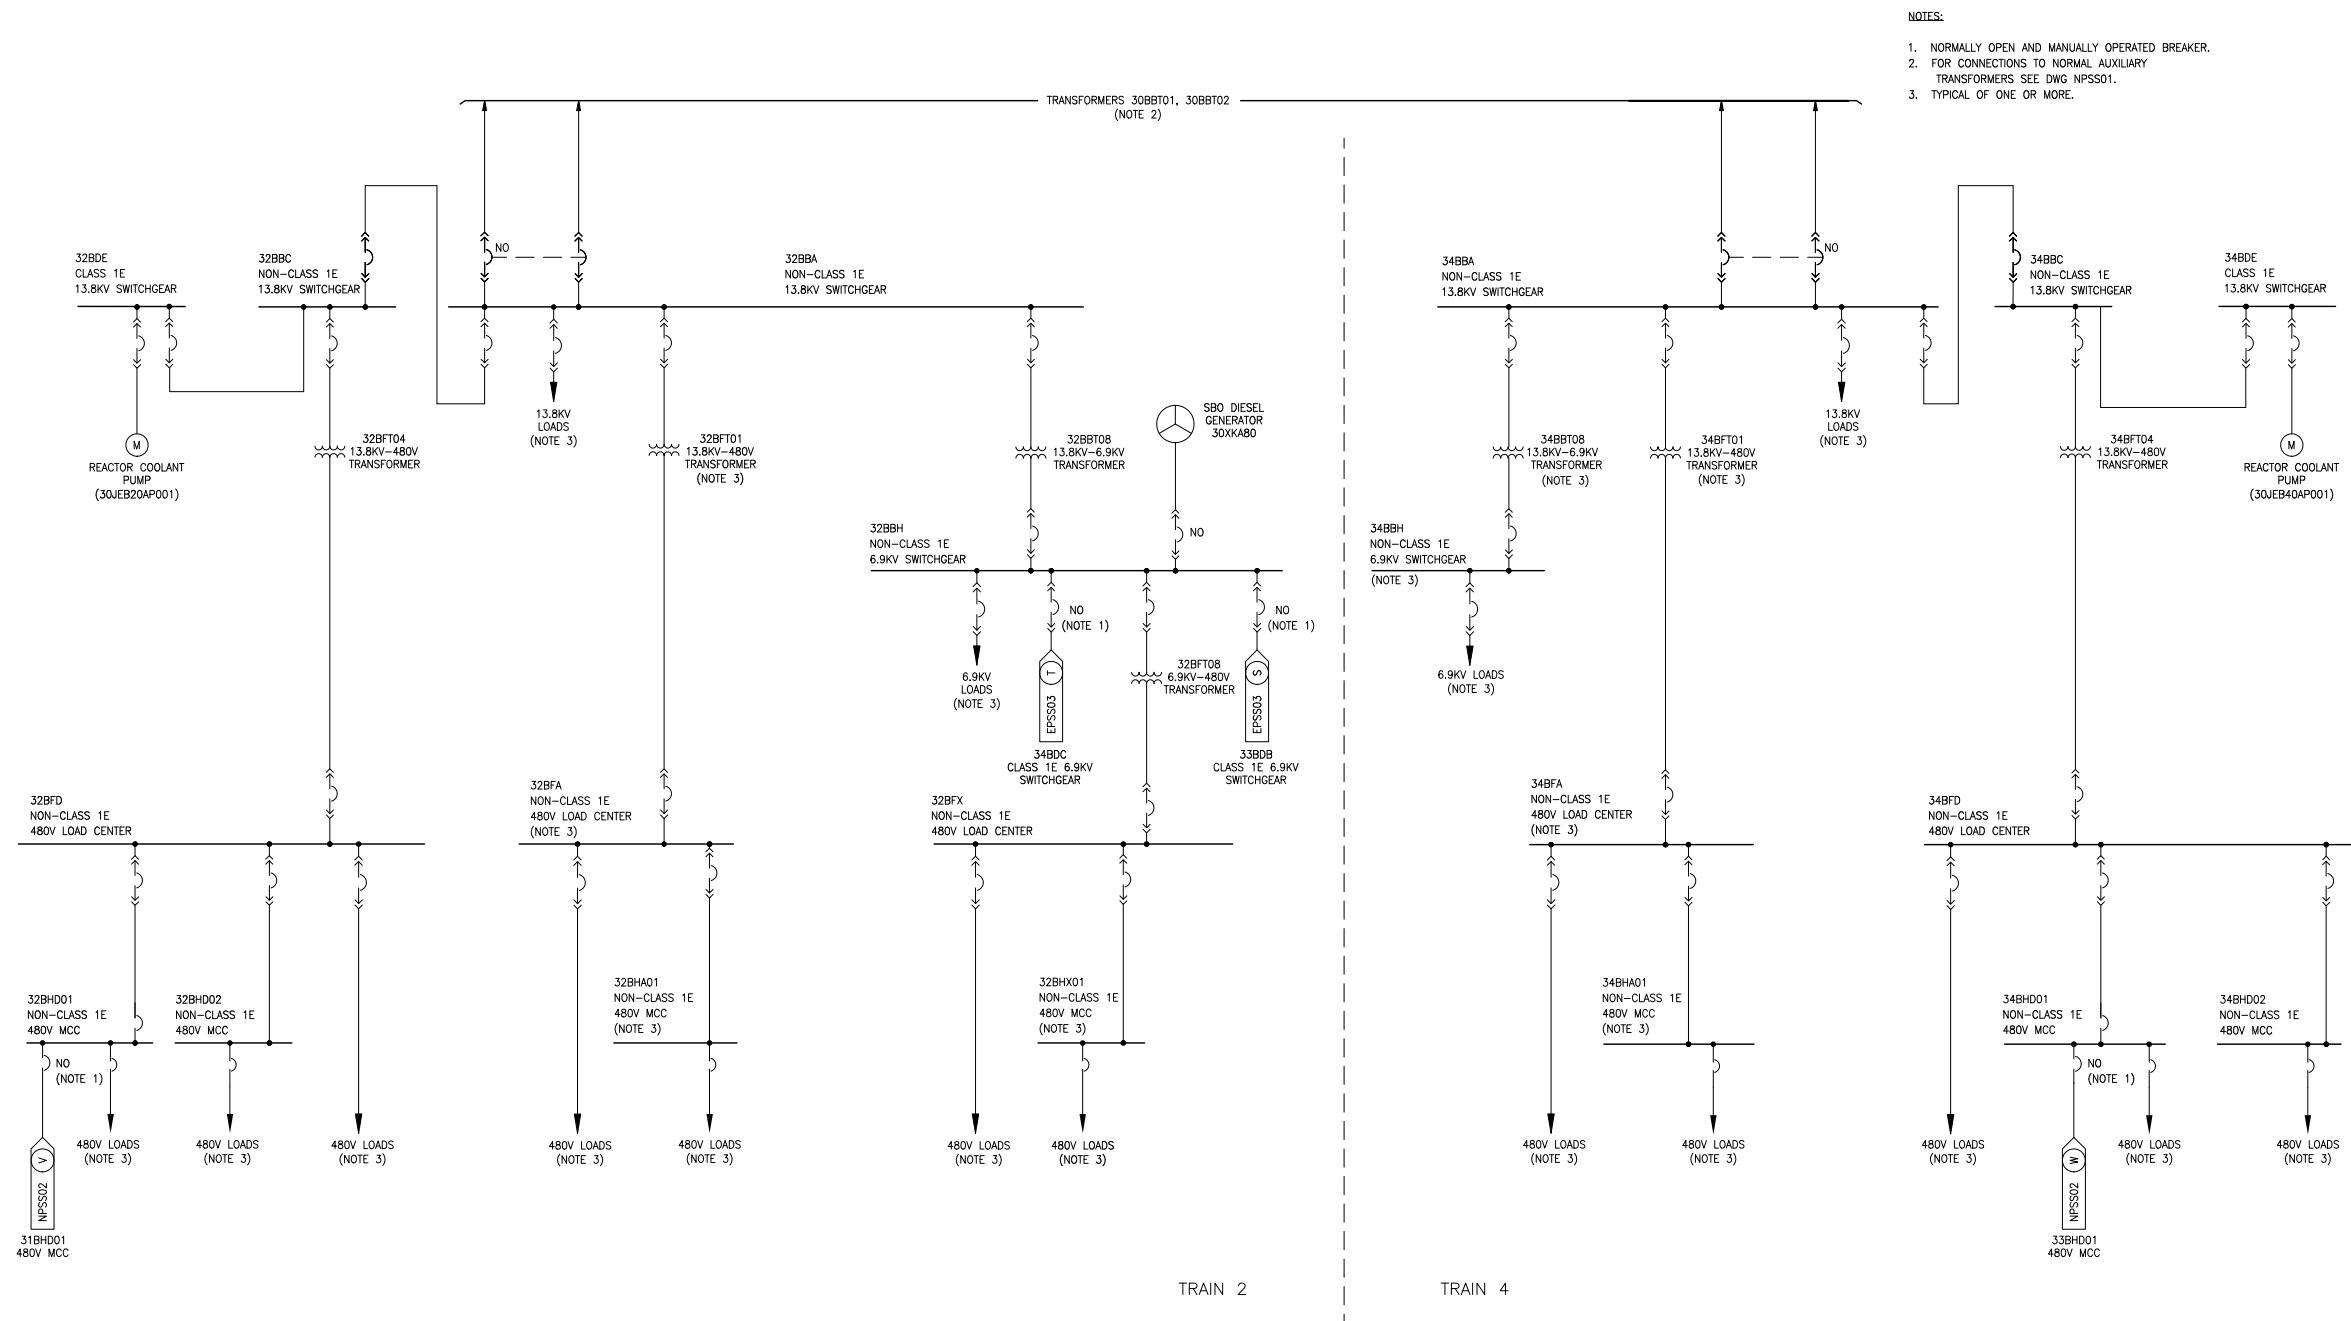 NOTES:
1. NORMALLY OPEN AND MANUALLY OPERATED BREAKER.
2. FOR CONNECTIONS TO NORMAL AUXILIARY
TRANSFORMERS SEE DWG NPSS01.
3. TYPICAL OF ONE OR MORE.
TRANSFORMERS 30BBT01, 30BBT02
(NOTE 2)
32BDE
CLASS 1E
13.8KV SWITCHGEAR
32BBC
NON-CLASS 1E
13.8KV SWITCHGEAR
NO
32BBA
NON-CLASS 1E
13.8KV SWITCHGEAR
34BBA
NON-CLASS 1E
13.8KV SWITCHGEAR
NO
34BBC
NON-CLASS 1E
13.8KV SWITCHGEAR
34BDE
CLASS 1E
13.8KV SWITCHGEAR
M
REACTOR COOLANT
PUMP
(30JEB20AP001)
32BFT04
13.8KV-480V
TRANSFORMER
13.8KV
LOADS
(NOTE 3)
32BFT01
13.8KV-480V
TRANSFORMER
(NOTE 3)
32BBT08
13.8KV-6.9KV
TRANSFORMER
SBO DIESEL
GENERATOR
30XKA80
34BBT08
13.8KV-6.9KV
TRANSFORMER
(NOTE 3)
34BFT01
13.8KV-480V
TRANSFORMER
(NOTE 3)
13.8KV
LOADS
(NOTE 3)
34BFT04
13.8KV-480V
TRANSFORMER
M
REACTOR COOLANT
PUMP
(30JEB40AP001)
32BBH
NON-CLASS 1E
6.9KV SWITCHGEAR
NO
34BBH
NON-CLASS 1E
6.9KV SWITCHGEAR
(NOTE 3)
6.9KV
LOADS
(NOTE 3)
NO
(NOTE 1)
T
EPSS03
34BDC
CLASS 1E 6.9KV
SWITCHGEAR
32BFT08
6.9KV-480V
TRANSFORMER
NO
(NOTE 1)
S
EPSS03
33BDB
CLASS 1E 6.9KV
SWITCHGEAR
6.9KV LOADS
(NOTE 3)
32BFD
NON-CLASS 1E
480V LOAD CENTER
32BFA
NON-CLASS 1E
480V LOAD CENTER
(NOTE 3)
32BFX
NON-CLASS 1E
480V LOAD CENTER
34BFA
NON-CLASS 1E
480V LOAD CENTER
(NOTE 3)
34BFD
NON-CLASS 1E
480V LOAD CENTER
32BHD01
NON-CLASS 1E
480V MCC
32BHD02
NON-CLASS 1E
480V MCC
32BHA01
NON-CLASS 1E
480V MCC
(NOTE 3)
32BHX01
NON-CLASS 1E
480V MCC
(NOTE 3)
34BHA01
NON-CLASS 1E
480V MCC
(NOTE 3)
34BHD01
NON-CLASS 1E
480V MCC
34BHD02
NON-CLASS 1E
480V MCC
NO
(NOTE 1)
NO
(NOTE 1)
480V LOADS
(NOTE 3)
480V LOADS
(NOTE 3)
480V LOADS
(NOTE 3)
480V LOADS
(NOTE 3)
480V LOADS
(NOTE 3)
480V LOADS
(NOTE 3)
480V LOADS
(NOTE 3)
480V LOADS
(NOTE 3)
480V LOADS
(NOTE 3)
480V LOADS
(NOTE 3)
480V LOADS
(NOTE 3)
480V LOADS
(NOTE 3)
V
NPSS02
31BHD01
480V MCC
W
NPSS02
33BHD01
480V MCC
TRAIN 2
TRAIN 4